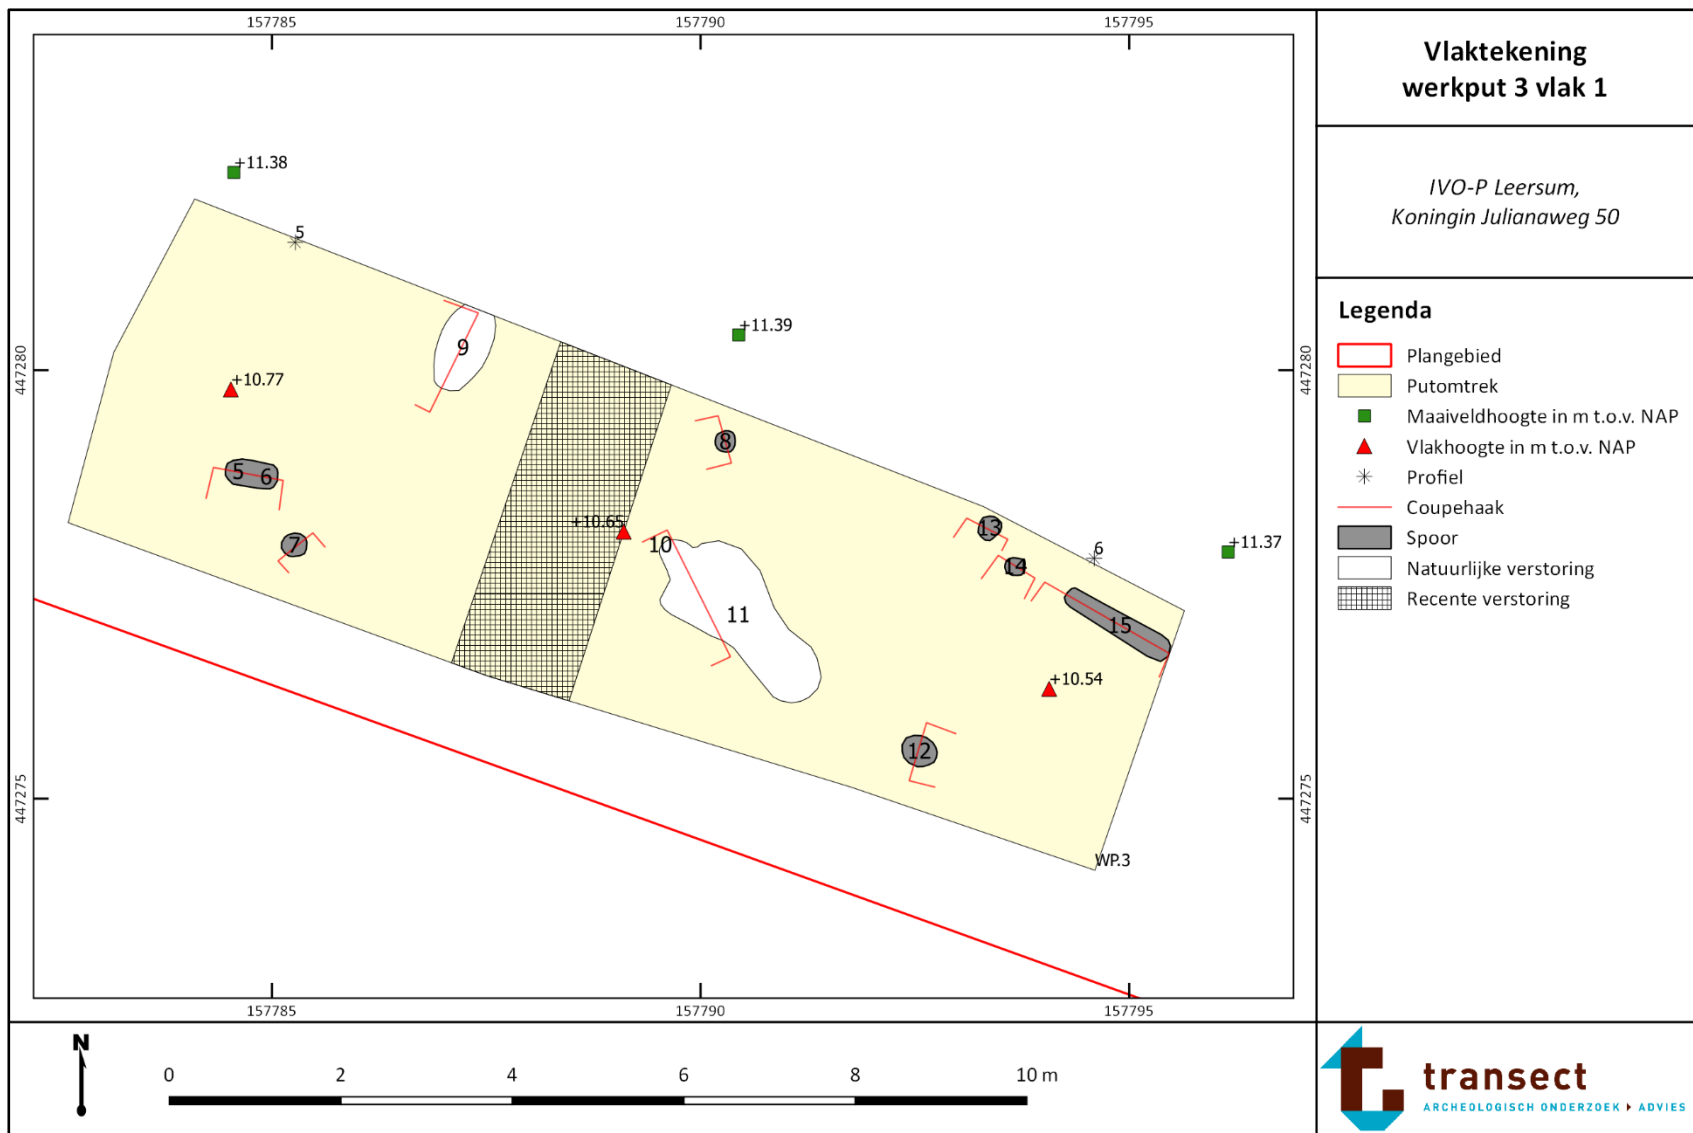 157785
157790
157795
Vlaktekening
werkput 3 vlak 1
IVO-P Leersum,
Koningin Julianaweg 50
+11.38
5
+11.39
447280
447280
9
+10.77
8
5
6
+10.65
7
10
13
6
+11.37
14
11
15
+10.54
12
447275
447275
WP.3
157785
157790
157795
Legenda
Plangebied
Putomtrek
Maaiveldhoogte in m t.o.v. NAP
Vlakhoogte in m t.o.v. NAP
Profiel
Coupehaak
Spoor
Natuurlijke verstoring
Recente verstoring
N
0 2 4 6 8 10 m
transect
ARCHEOLOGISCH ONDERZOEK ▸ ADVIES